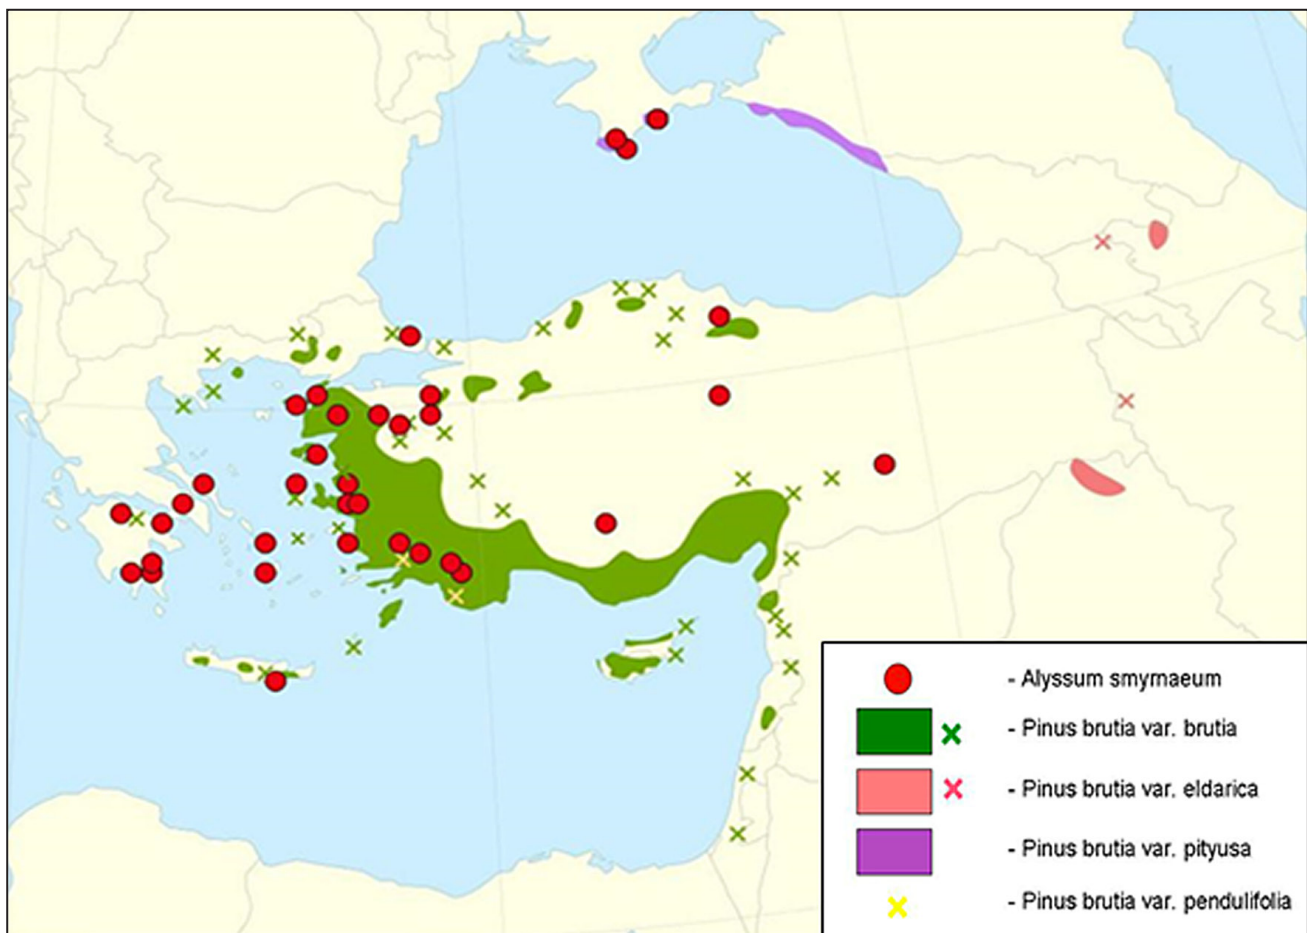 - Alyssum smyrnaeum
- Pinus brutia var. brutia
- Pinus brutia var. eldarica
- Pinus brutia var. pityusa
- Pinus brutia var. pendulifolia